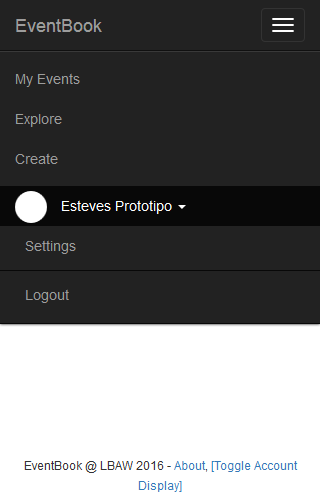 EventBook
My Events
Explore
Create
Esteves Prototipo
Settings
Logout
EventBook @ LBAW 2016 - About, [Toggle Account
Display]